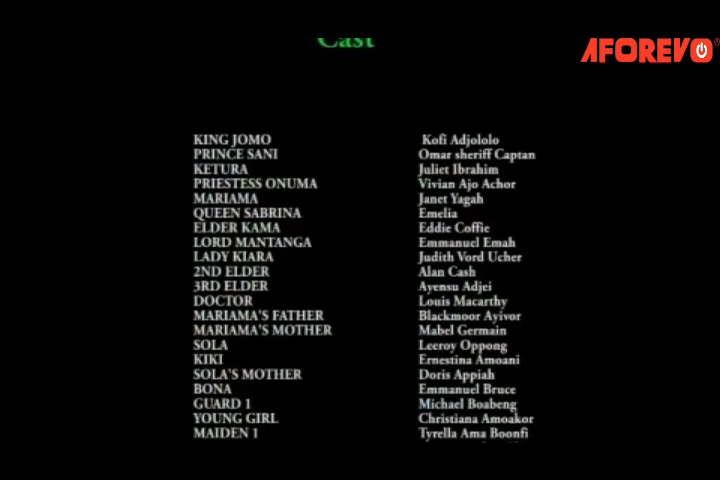 Cast
AFOREVO
KING JOMO Kofi Adjololo
PRINCE SANI Omar sheriff Captan
KETURA Juliet Ibrahim
PRIESTESS ONUMA Vivian Ajo Achor
MARIAMA Janet Yagah
QUEEN SABRINA Emelia
ELDER KAMA Eddie Coffie
LORD MANTANGA Emmanuel Emah
LADY KIARA Judith Vord Ucher
2ND ELDER Alan Cash
3RD ELDER Ayensu Adjei
DOCTOR Louis Macarthy
MARIAMA'S FATHER Blackmoor Ayivor
MARIAMA'S MOTHER Mabel Germain
SOLA Leeroy Oppong
KIKI Ernestina Amoani
SOLA'S MOTHER Doris Appiah
BONA Emmanuel Bruce
GUARD 1 Michael Boabeng
YOUNG GIRL Christiana Amoakor
MAIDEN 1 Tyrella Ama Boonfi